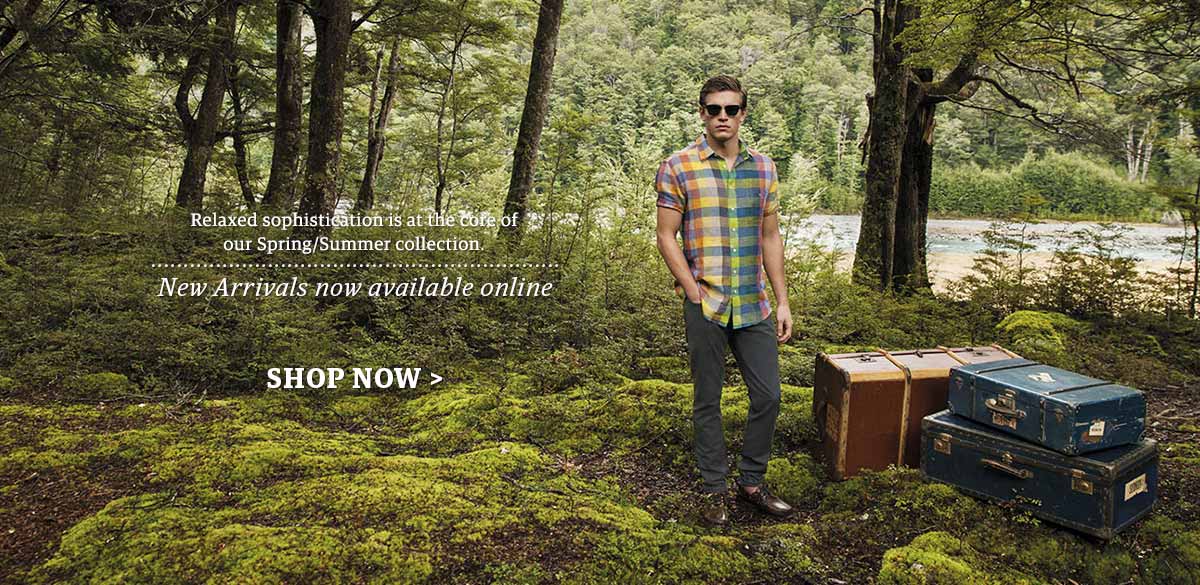 Relaxed sophistication is at the core of
our Spring/Summer collection.
New Arrivals now available online
SHOP NOW >